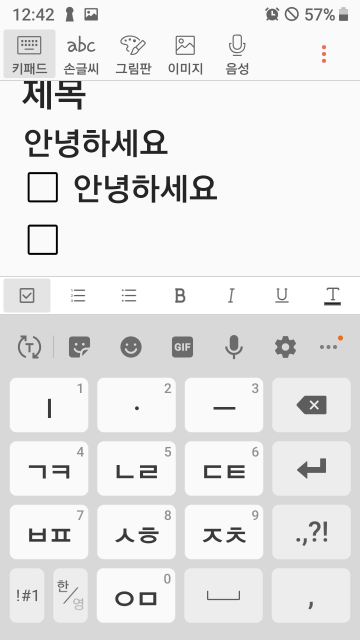 12:42 57%
키패드 손글씨 그림판 이미지 음성
abc
제목
안녕하세요
안녕하세요
B I U T
T GIF
ㅣ 1 · 2 ㅡ 3
ㄱㅋ 4 ㄴㄹ 5 ㄷㅌ 6
ㅂㅍ 7 ㅅㅎ 8 ㅈㅊ 9 .,?!
!#1 한/영 ㅇㅁ 0 ,